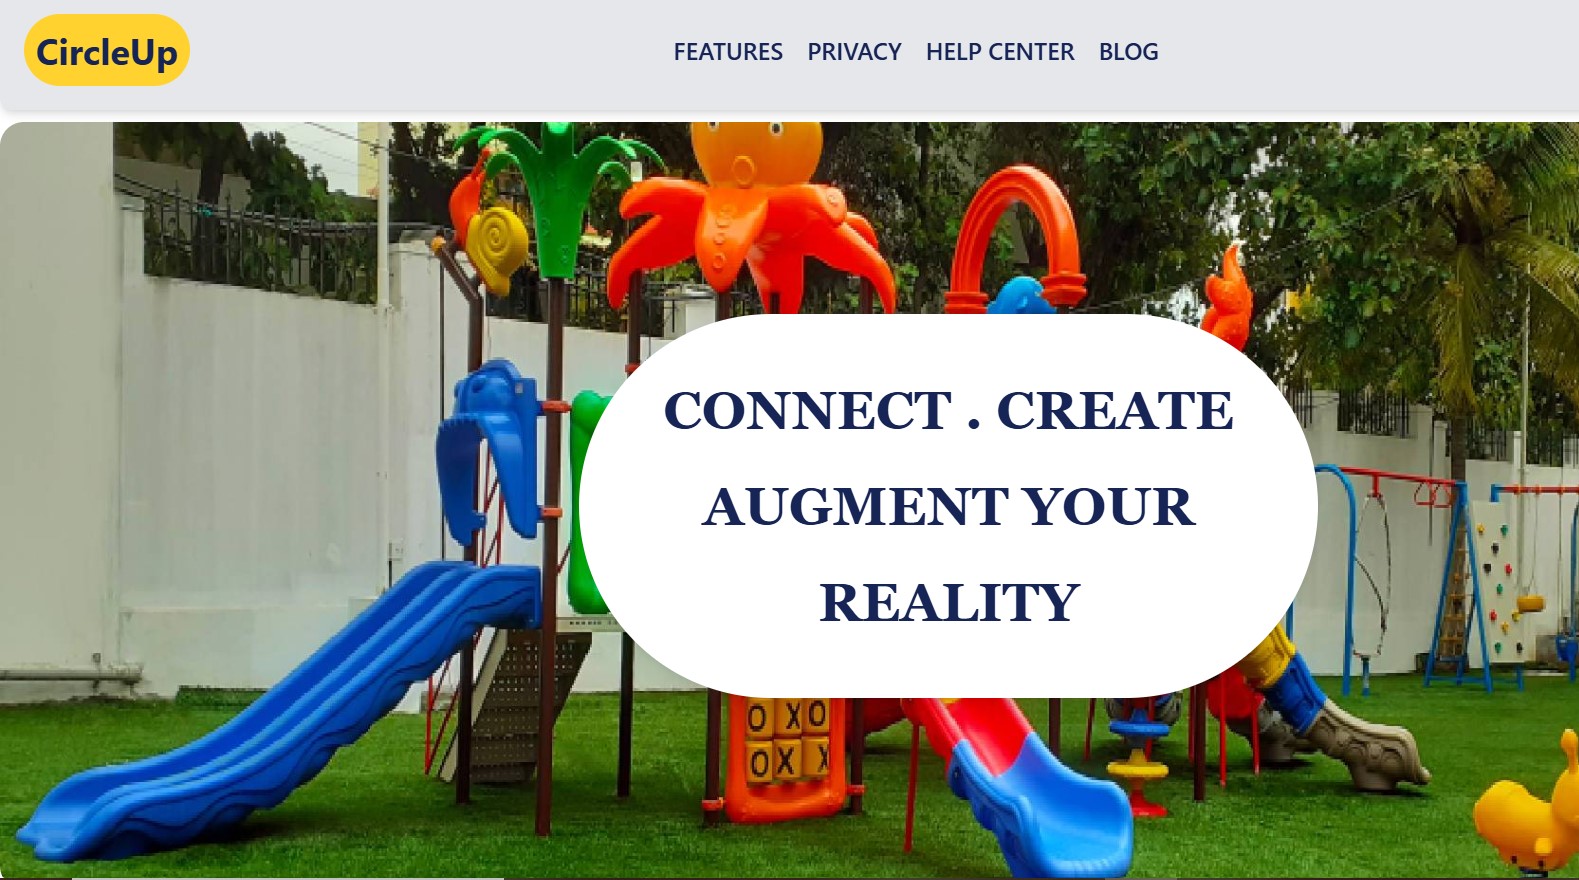 CircleUp
FEATURES PRIVACY HELP CENTER BLOG
CONNECT . CREATE
AUGMENT YOUR
REALITY
O X O
O X X